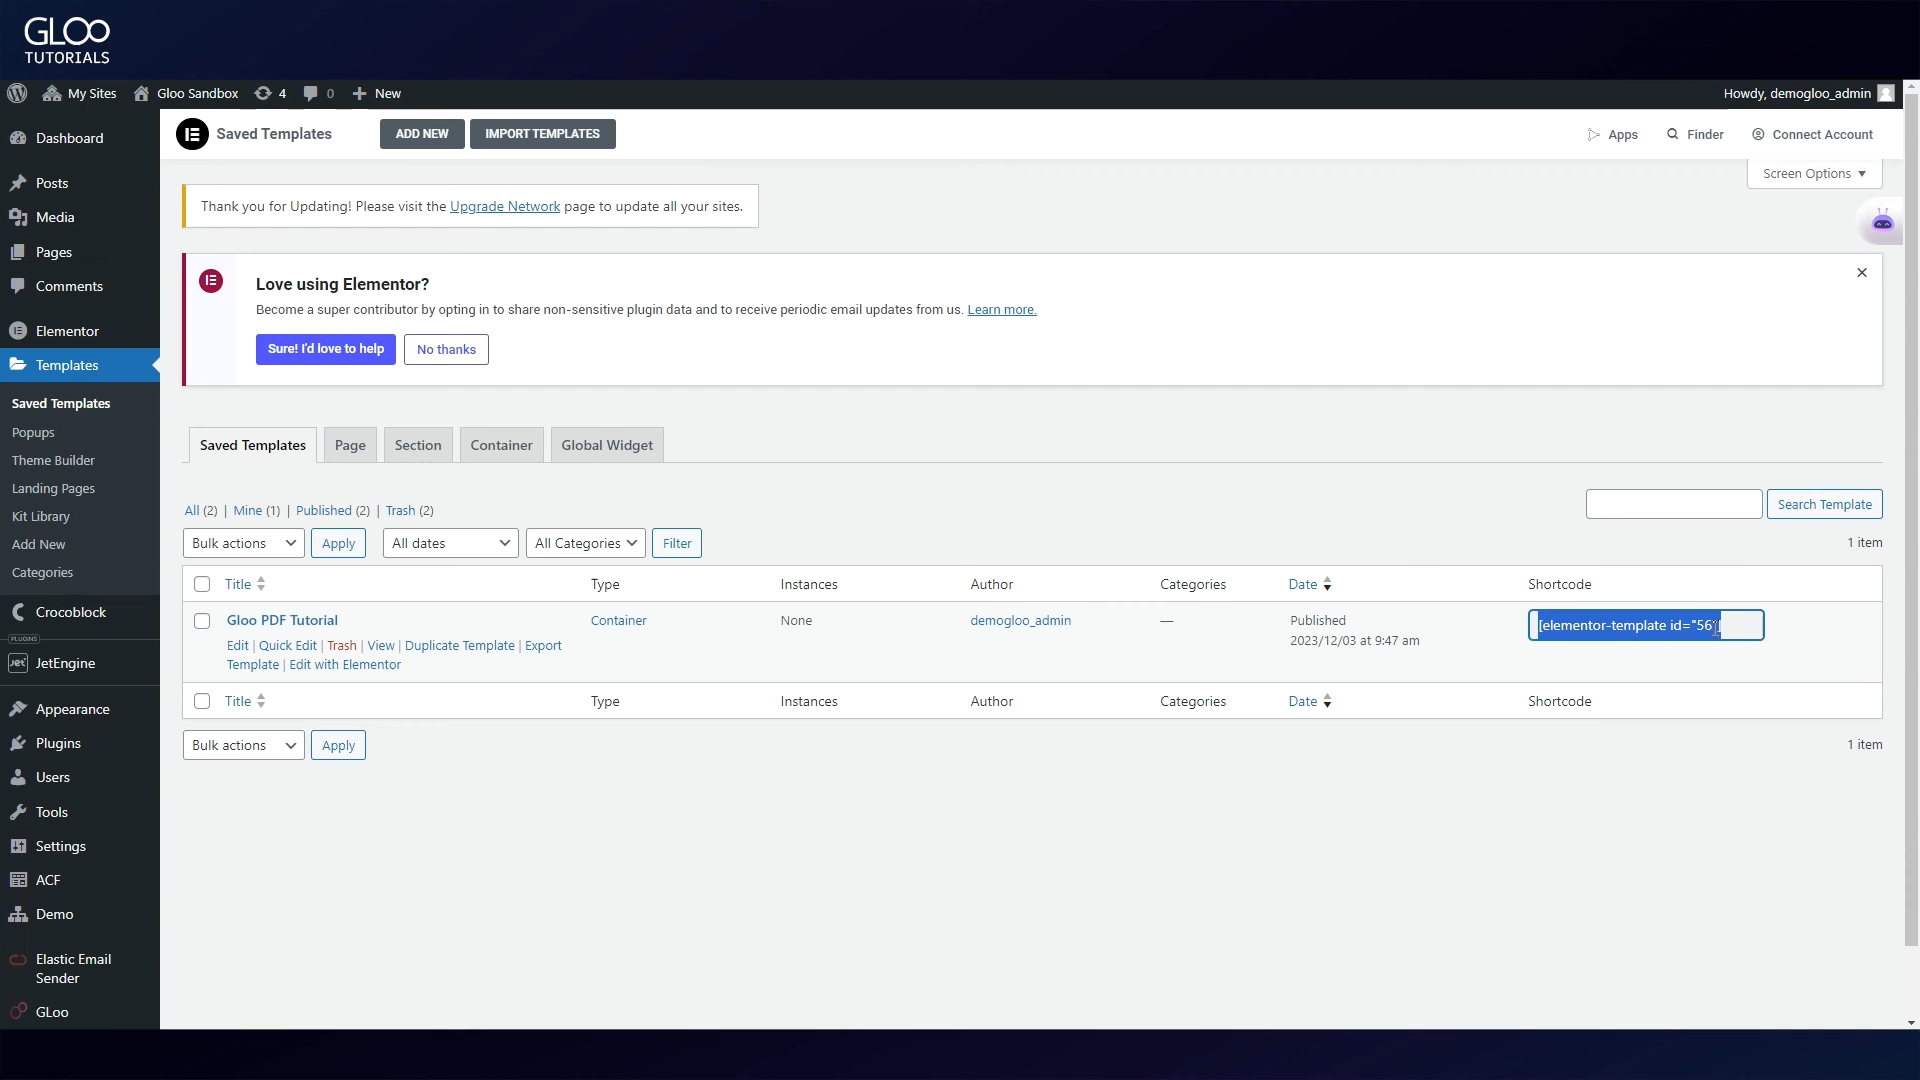 GLOO
TUTORIALS
My Sites Gloo Sandbox 4 0 New Howdy, demogloo_admin
Dashboard
Posts
Media
Pages
Comments
Elementor
Templates
Saved Templates
Popups
Theme Builder
Landing Pages
Kit Library
Add New
Categories
Crocoblock
PLUGINS
Jet JetEngine
Appearance
Plugins
Users
Tools
Settings
ACF
Demo
Elastic Email
Sender
GLoo
Saved Templates ADD NEW IMPORT TEMPLATES Apps Finder Connect Account
Screen Options
Thank you for Updating! Please visit the Upgrade Network page to update all your sites.
Love using Elementor?
Become a super contributor by opting in to share non-sensitive plugin data and to receive periodic email updates from us. Learn more.
Sure! I'd love to help No thanks
Saved Templates Page Section Container Global Widget
All (2) | Mine (1) | Published (2) | Trash (2) Search Template
Bulk actions Apply All dates All Categories Filter 1 item
Title Type Instances Author Categories Date Shortcode
Gloo PDF Tutorial Container None demogloo_admin — Published [elementor-template id="56"]
2023/12/03 at 9:47 am
Edit | Quick Edit | Trash | View | Duplicate Template | Export
Template | Edit with Elementor
Title Type Instances Author Categories Date Shortcode
Bulk actions Apply 1 item